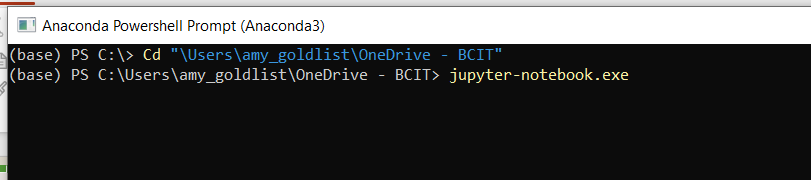 Anaconda Powershell Prompt (Anaconda3)
(base) PS C:\> Cd "\Users\amy_goldlist\OneDrive - BCIT"
(base) PS C:\Users\amy_goldlist\OneDrive - BCIT> jupyter-notebook.exe